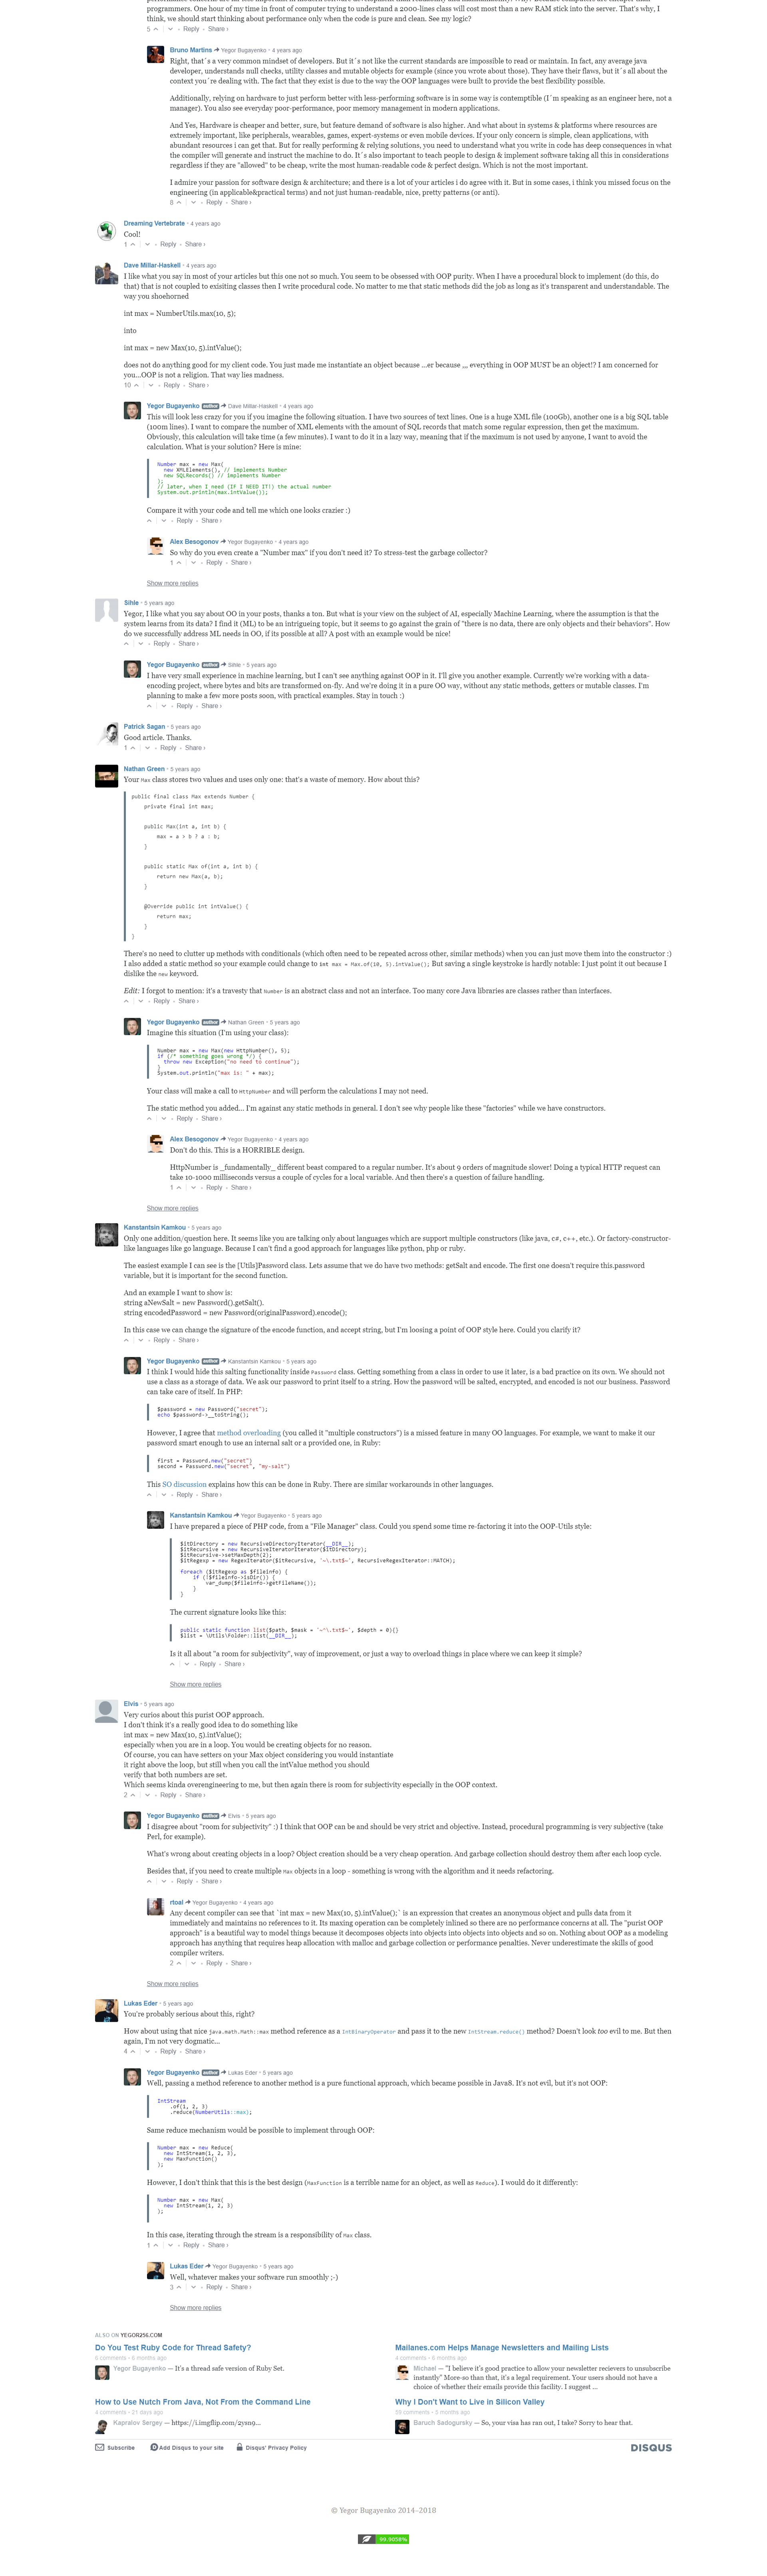 programmers. One hour of my time in front of computer trying to understand a 2000-lines class will cost most than a new RAM stick into the server. That's why, I
think, we should start thinking about performance only when the code is pure and clean. See my logic?
5 Reply Share ›
Bruno Martins Yegor Bugayenko • 4 years ago
Right, that´s a very common mindset of developers. But it´s not like the current standards are impossible to read or maintain. In fact, any average java
developer, understands null checks, utility classes and mutable objects for example (since you wrote about those). They have their flaws, but it´s all about the
context you´re dealing with. The fact that they exist is due to the way the OOP languages were built to provide the best flexibility possible.
Additionally, relying on hardware to just perform better with less-performing software is in some way is contemptible (I´m speaking as an engineer here, not a
manager). You also see everyday poor-performance, poor memory management in modern applications.
And Yes, Hardware is cheaper and better, sure, but feature demand of software is also higher. And what about in systems & platforms where resources are
extremely important, like peripherals, wearables, games, expert-systems or even mobile devices. If your only concern is simple, clean applications, with
abundant resources i can get that. But for really performing & relying solutions, you need to understand what you write in code has deep consequences in what
the compiler will generate and instruct the machine to do. It´s also important to teach people to design & implement software taking all this in considerations
regardless if they are "allowed" to be cheap, write the most human-readable code & perfect design. Which is not the most important.
I admire your passion for software design & architecture; and there is a lot of your articles i do agree with it. But in some cases, i think you missed focus on the
engineering (in applicable&practical terms) and not just human-readable, nice, pretty patterns (or anti).
8 Reply Share ›
Dreaming Vertebrate • 4 years ago
Cool!
1 Reply Share ›
Dave Millar-Haskell • 4 years ago
I like what you say in most of your articles but this one not so much. You seem to be obsessed with OOP purity. When I have a procedural block to implement (do this, do
that) that is not coupled to exisiting classes then I write procedural code. No matter to me that static methods did the job as long as it's transparent and understandable. The
way you shoehorned
int max = NumberUtils.max(10, 5);
into
int max = new Max(10, 5).intValue();
does not do anything good for my client code. You just made me instantiate an object because ...er because ,,, everything in OOP MUST be an object!? I am concerned for
you...OOP is not a religion. That way lies madness.
10 Reply Share ›
Yegor Bugayenko author Dave Millar-Haskell • 4 years ago
This will look less crazy for you if you imagine the following situation. I have two sources of text lines. One is a huge XML file (100Gb), another one is a big SQL table
(100m lines). I want to compare the number of XML elements with the amount of SQL records that match some regular expression, then get the maximum.
Obviously, this calculation will take time (a few minutes). I want to do it in a lazy way, meaning that if the maximum is not used by anyone, I want to avoid the
calculation. What is your solution? Here is mine:
Number max = new Max(
new XMLElements(), // implements Number
new SQLRecords() // implements Number
);
// later, when I need (IF I NEED IT!) the actual number
System.out.println(max.intValue());
Compare it with your code and tell me which one looks crazier :)
Reply Share ›
Alex Besogonov Yegor Bugayenko • 4 years ago
So why do you even create a "Number max" if you don't need it? To stress-test the garbage collector?
1 Reply Share ›
Show more replies
Sihle • 5 years ago
Yegor, I like what you say about OO in your posts, thanks a ton. But what is your view on the subject of AI, especially Machine Learning, where the assumption is that the
system learns from its data? I find it (ML) to be an intriguing topic, but it seems to go against the grain of "there is no data, there are only objects and their behaviors". How
do we successfully address ML needs in OO, if its possible at all? A post with an example would be nice!
Reply Share ›
Yegor Bugayenko author Sihle • 5 years ago
I have very small experience in machine learning, but I can't see anything against OOP in it. I'll give you another example. Currently we're working with a data-
encoding project, where bytes and bits are transformed on-fly. And we're doing it in a pure OO way, without any static methods, getters or mutable classes. I'm
planning to make a few more posts soon, with practical examples. Stay in touch :)
Reply Share ›
Patrick Sagan • 5 years ago
Good article. Thanks.
1 Reply Share ›
Nathan Green • 5 years ago
Your Max class stores two values and uses only one: that's a waste of memory. How about this?
public final class Max extends Number {
private final int max;
public Max(int a, int b) {
max = a > b ? a : b;
}
public static Max of(int a, int b) {
return new Max(a, b);
}
@Override public int intValue() {
return max;
}
}
There's no need to clutter up methods with conditionals (which often need to be repeated across other, similar methods) when you can just move them into the constructor :)
I also added a static method so your example could change to int max = Max.of(10, 5).intValue(); But saving a single keystroke is hardly notable: I just point it out because I
dislike the new keyword.
Edit: I forgot to mention: it's a travesty that Number is an abstract class and not an interface. Too many core Java libraries are classes rather than interfaces.
Reply Share ›
Yegor Bugayenko author Nathan Green • 5 years ago
Imagine this situation (I'm using your class):
Number max = new Max(new HttpNumber(), 5);
if (/* something goes wrong */) {
throw new Exception("no need to continue");
}
System.out.println("max is: " + max);
Your class will make a call to HttpNumber and will perform the calculations I may not need.
The static method you added... I'm against any static methods in general. I don't see why people like these "factories" while we have constructors.
Reply Share ›
Alex Besogonov Yegor Bugayenko • 4 years ago
Don't do this. This is a HORRIBLE design.
HttpNumber is _fundamentally_ different beast compared to a regular number. It's about 9 orders of magnitude slower! Doing a typical HTTP request can
take 10-1000 milliseconds versus a couple of cycles for a local variable. And then there's a question of failure handling.
1 Reply Share ›
Show more replies
Kanstantsin Kamkou • 5 years ago
Only one addition/question here. It seems like you are talking only about languages which are support multiple constructors (like java, c#, c++, etc.). Or factory-constructor-
like languages like go language. Because I can't find a good approach for languages like python, php or ruby.
The easiest example I can see is the [Utils]Password class. Lets assume that we do have two methods: getSalt and encode. The first one doesn't require this.password
variable, but it is important for the second function.
And an example I want to show is:
string aNewSalt = new Password().getSalt().
string encodedPassword = new Password(originalPassword).encode();
In this case we can change the signature of the encode function, and accept string, but I'm loosing a point of OOP style here. Could you clarify it?
Reply Share ›
Yegor Bugayenko author Kanstantsin Kamkou • 5 years ago
I think I would hide this salting functionality inside Password class. Getting something from a class in order to use it later, is a bad practice on its own. We should not
use a class as a storage of data. We ask our password to print itself to a string. How the password will be salted, encrypted, and encoded is not our business. Password
can take care of itself. In PHP:
$password = new Password("secret");
echo $password->__toString();
However, I agree that method overloading (you called it "multiple constructors") is a missed feature in many OO languages. For example, we want to make it our
password smart enough to use an internal salt or a provided one, in Ruby:
first = Password.new("secret")
second = Password.new("secret", "my-salt")
This SO discussion explains how this can be done in Ruby. There are similar workarounds in other languages.
Reply Share ›
Kanstantsin Kamkou Yegor Bugayenko • 5 years ago
I have prepared a piece of PHP code, from a "File Manager" class. Could you spend some time re-factoring it into the OOP-Utils style:
$itDirectory = new RecursiveDirectoryIterator(__DIR__);
$itRecursive = new RecursiveIteratorIterator($itDirectory);
$itRecursive->setMaxDepth(2);
$itRegexp = new RegexIterator($itRecursive, '~\.txt$~', RecursiveRegexIterator::MATCH);
foreach ($itRegexp as $fileinfo) {
if (!$fileinfo->isDir()) {
var_dump($fileinfo->getFileName());
}
}
The current signature looks like this:
public static function list($path, $mask = '~^\.txt$~', $depth = 0){}
$list = \Utils\Folder::list(__DIR__);
Is it all about "a room for subjectivity", way of improvement, or just a way to overload things in place where we can keep it simple?
Reply Share ›
Show more replies
Elvis • 5 years ago
Very curios about this purist OOP approach.
I don't think it's a really good idea to do something like
int max = new Max(10, 5).intValue();
especially when you are in a loop. You would be creating objects for no reason.
Of course, you can have setters on your Max object considering you would instantiate
it right above the loop, but still when you call the intValue method you should
verify that both numbers are set.
Which seems kinda overengineering to me, but then again there is room for subjectivity especially in the OOP context.
2 Reply Share ›
Yegor Bugayenko author Elvis • 5 years ago
I disagree about "room for subjectivity" :) I think that OOP can be and should be very strict and objective. Instead, procedural programming is very subjective (take
Perl, for example).
What's wrong about creating objects in a loop? Object creation should be a very cheap operation. And garbage collection should destroy them after each loop cycle.
Besides that, if you need to create multiple Max objects in a loop - something is wrong with the algorithm and it needs refactoring.
Reply Share ›
rtoal Yegor Bugayenko • 4 years ago
Any decent compiler can see that `int max = new Max(10, 5).intValue();` is an expression that creates an anonymous object and pulls data from it
immediately and maintains no references to it. Its maxing operation can be completely inlined so there are no performance concerns at all. The "purist OOP
approach" is a beautiful way to model things because it decomposes objects into objects into objects into objects and so on. Nothing about OOP as a modeling
approach has anything that requires heap allocation with malloc and garbage collection or performance penalties. Never underestimate the skills of good
compiler writers.
2 Reply Share ›
Show more replies
Lukas Eder • 5 years ago
You're probably serious about this, right?
How about using that nice java.math.Math::max method reference as a IntBinaryOperator and pass it to the new IntStream.reduce() method? Doesn't look too evil to me. But then
again, I'm not very dogmatic...
4 Reply Share ›
Yegor Bugayenko author Lukas Eder • 5 years ago
Well, passing a method reference to another method is a pure functional approach, which became possible in Java8. It's not evil, but it's not OOP:
IntStream
.of(1, 2, 3)
.reduce(NumberUtils::max);
Same reduce mechanism would be possible to implement through OOP:
Number max = new Reduce(
new IntStream(1, 2, 3),
new MaxFunction()
);
However, I don't think that this is the best design (MaxFunction is a terrible name for an object, as well as Reduce). I would do it differently:
Number max = new Max(
new IntStream(1, 2, 3)
);
In this case, iterating through the stream is a responsibility of Max class.
1 Reply Share ›
Lukas Eder Yegor Bugayenko • 5 years ago
Well, whatever makes your software run smoothly ;-)
3 Reply Share ›
Show more replies
ALSO ON YEGOR256.COM
Do You Test Ruby Code for Thread Safety?
6 comments • 4 months ago
Yegor Bugayenko — It's a thread safe version of Ruby Set.
Mailanes.com Helps Manage Newsletters and Mailing Lists
4 comments • 6 months ago
Michael — "I believe it's good practice to allow your newsletter recievers to unsubscribe
instantly" More-so than that, it's a legal requirement. Your users should not have a
choice of whether their emails provide this facility. I suggest ...
How to Use Nutch From Java, Not From the Command Line
4 comments • 21 days ago
Kapralov Sergey — https://i.imgflip.com/2ysn9...
Why I Don't Want to Live in Silicon Valley
59 comments • 5 months ago
Baruch Sadogursky — So, your visa has ran out, I take? Sorry to hear that.
Subscribe Add Disqus to your site Disqus' Privacy Policy DISQUS
© Yegor Bugayenko 2014–2018
99.9058%